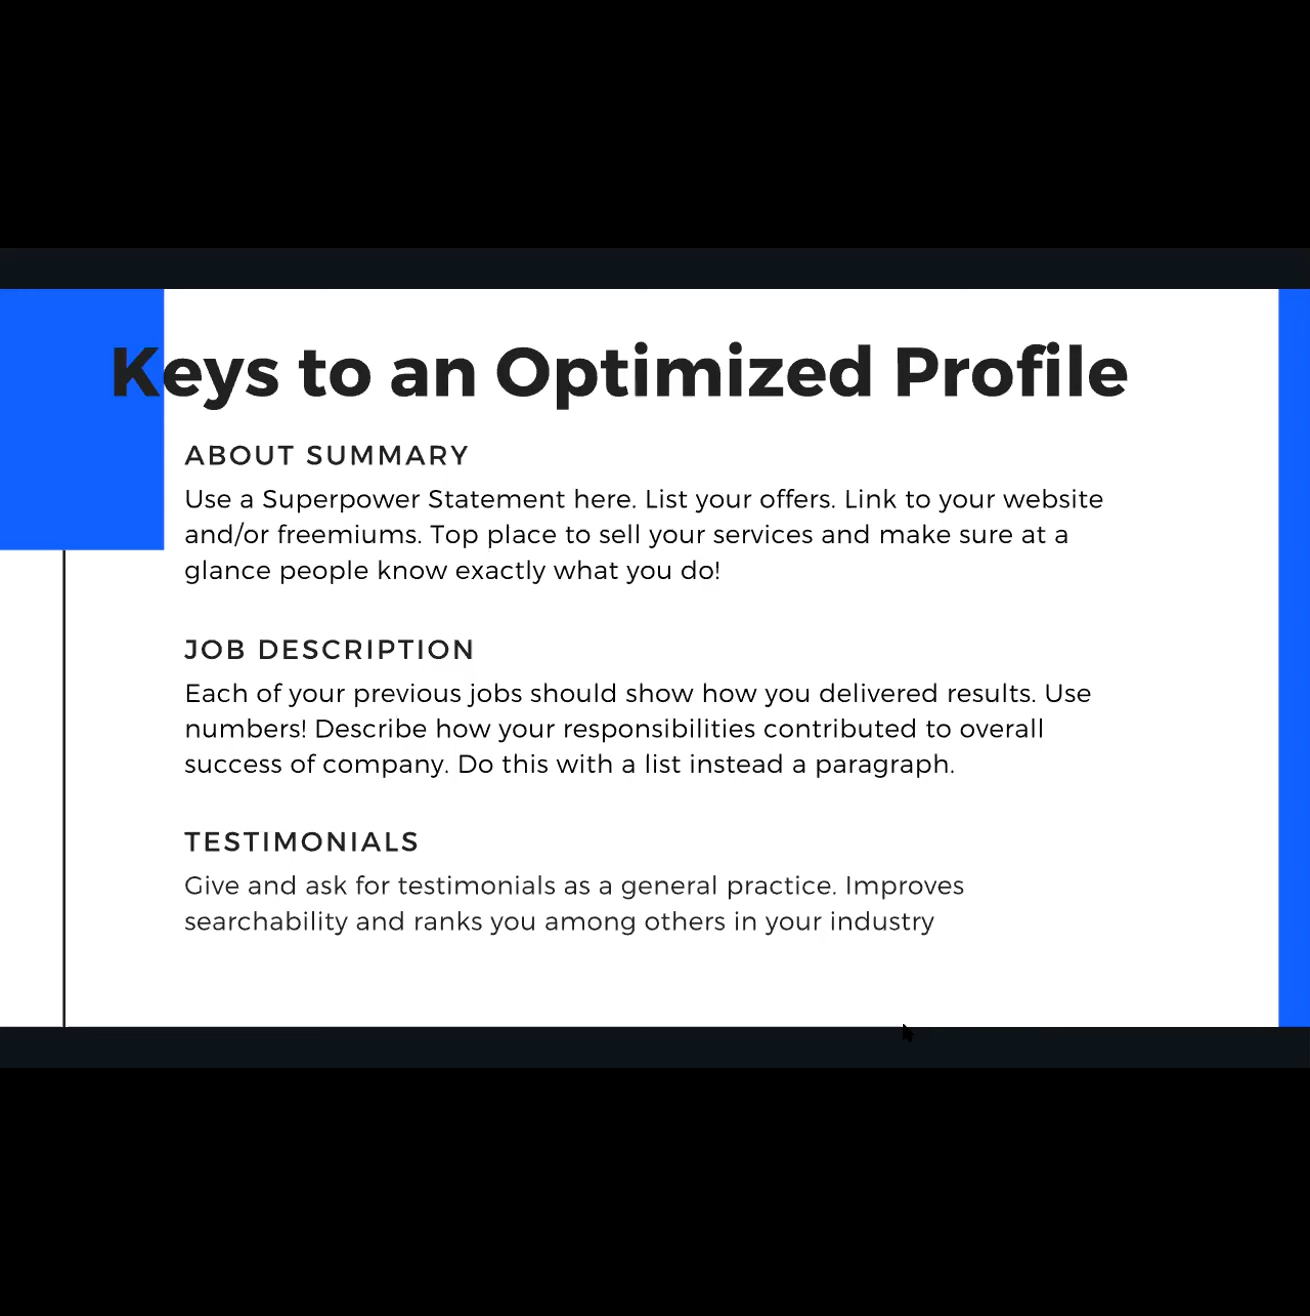 Keys to an Optimized Profile
ABOUT SUMMARY
Use a Superpower Statement here. List your offers. Link to your website
and/or freemiums. Top place to sell your services and make sure at a
glance people know exactly what you do!
JOB DESCRIPTION
Each of your previous jobs should show how you delivered results. Use
numbers! Describe how your responsibilities contributed to overall
success of company. Do this with a list instead a paragraph.
TESTIMONIALS
Give and ask for testimonials as a general practice. Improves
searchability and ranks you among others in your industry